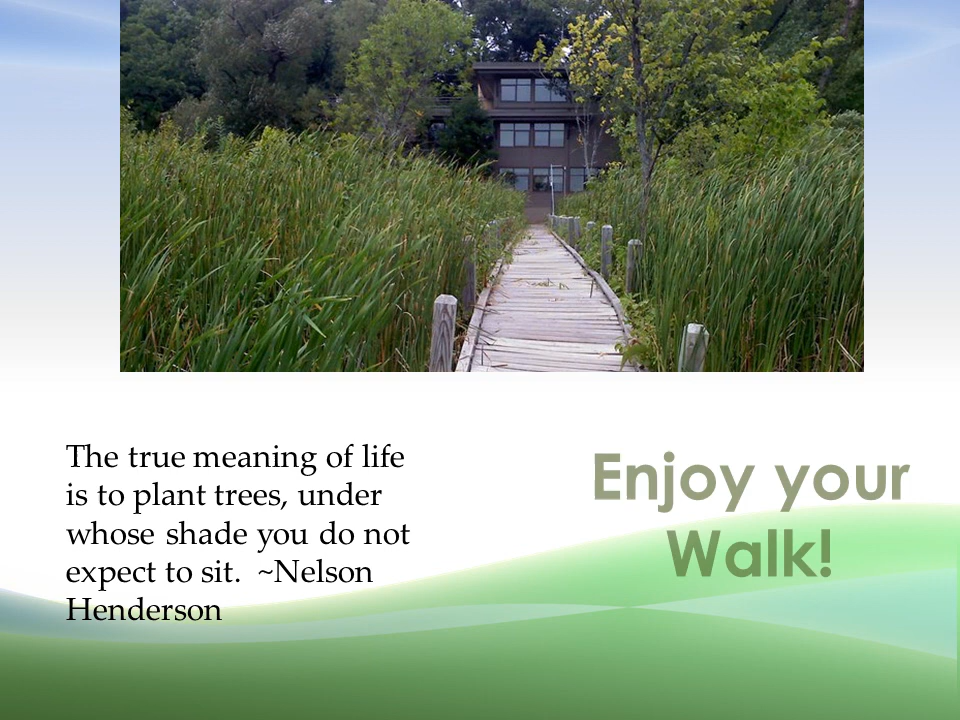 The true meaning of life
is to plant trees, under
whose shade you do not
expect to sit.  ~Nelson
Henderson
Enjoy your
Walk!